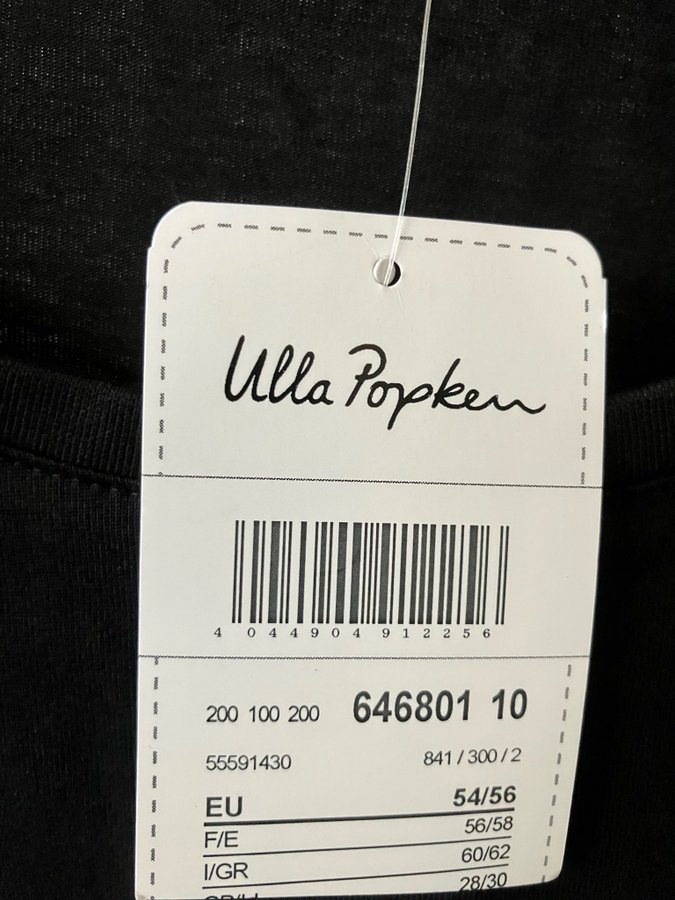 Ulla Popken
4 044904 912256
200 100 200 646801 10
55591430 841 / 300 / 2
EU 54/56
F/E 56/58
I/GR 60/62
28/30